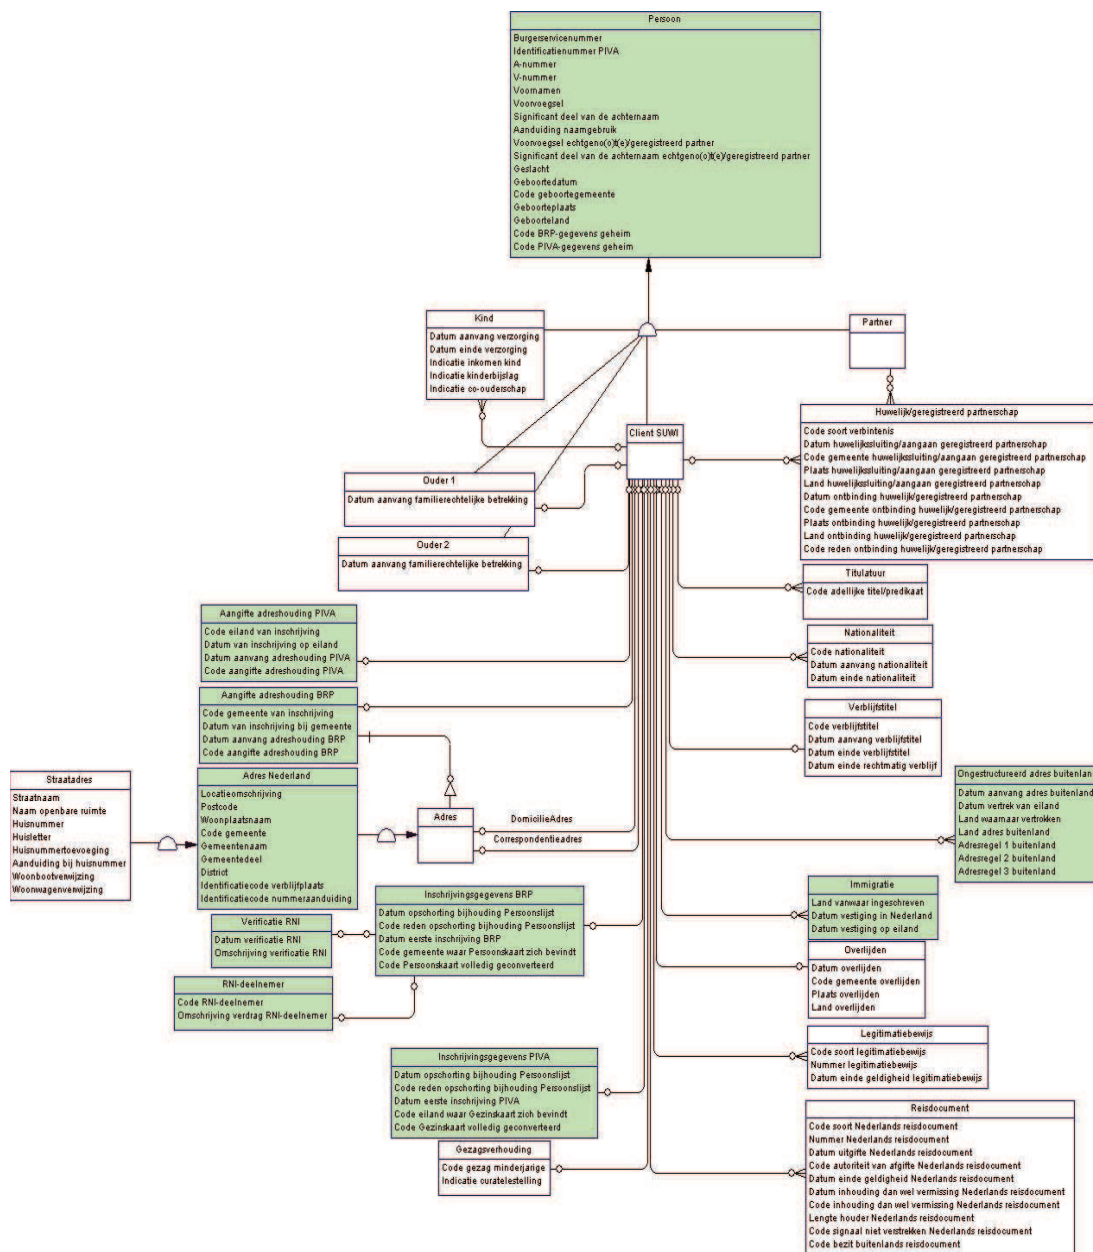 Persoon
Burgerservicenummer
Identificatienummer PIVA
A-nummer
V-nummer
Voornamen
Voorvoegsel
Significant deel van de achternaam
Aanduiding naamgebruik
Voorvoegsel echtgeno(o)t(e)/geregistreerd partner
Significant deel van de achternaam echtgeno(o)t(e)/geregistreerd partner
Geslacht
Geboortedatum
Code geboortegemeente
Geboorteplaats
Geboorteland
Code BRP-gegevens geheim
Code PIVA-gegevens geheim
Kind
Datum aanvang verzorging
Datum einde verzorging
Indicatie inkomen kind
Indicatie kinderbijslag
Indicatie co-ouderschap
Partner
Client SUWI
Huwelijk/geregistreerd partnerschap
Code soort verbintenis
Datum huwelijkssluiting/aangaan geregistreerd partnerschap
Code gemeente huwelijkssluiting/aangaan geregistreerd partnerschap
Plaats huwelijkssluiting/aangaan geregistreerd partnerschap
Land huwelijkssluiting/aangaan geregistreerd partnerschap
Datum ontbinding huwelijk/geregistreerd partnerschap
Code gemeente ontbinding huwelijk/geregistreerd partnerschap
Plaats ontbinding huwelijk/geregistreerd partnerschap
Land ontbinding huwelijk/geregistreerd partnerschap
Code reden ontbinding huwelijk/geregistreerd partnerschap
Ouder 1
Datum aanvang familierechtelijke betrekking
Ouder 2
Datum aanvang familierechtelijke betrekking
Titulatuur
Code adellijke titel/predikaat
Aangifte adreshouding PIVA
Code eiland van inschrijving
Datum van inschrijving op eiland
Datum aanvang adreshouding PIVA
Code aangifte adreshouding PIVA
Nationaliteit
Code nationaliteit
Datum aanvang nationaliteit
Datum einde nationaliteit
Aangifte adreshouding BRP
Code gemeente van inschrijving
Datum van inschrijving bij gemeente
Datum aanvang adreshouding BRP
Code aangifte adreshouding BRP
Verblijfstitel
Code verblijfstitel
Datum aanvang verblijfstitel
Datum einde verblijfstitel
Datum einde rechtmatig verblijf
Straatadres
Straatnaam
Naam openbare ruimte
Huisnummer
Huisletter
Huisnummertoevoeging
Aanduiding bij huisnummer
Woonbootverwijzing
Woonwagenverwijzing
Adres Nederland
Locatieomschrijving
Postcode
Woonplaatsnaam
Code gemeente
Gemeentenaam
Gemeentedeel
District
Identificatiecode verblijfplaats
Identificatiecode nummeraanduiding
Adres
DomicilieAdres
Correspondentieadres
Ongestructureerd adres buitenland
Datum aanvang adres buitenland
Datum vertrek van eiland
Land waarnaar vertrokken
Land adres buitenland
Adresregel 1 buitenland
Adresregel 2 buitenland
Adresregel 3 buitenland
Immigratie
Land vanwaar ingeschreven
Datum vestiging in Nederland
Datum vestiging op eiland
Inschrijvingsgegevens BRP
Datum opschorting bijhouding Persoonslijst
Code reden opschorting bijhouding Persoonslijst
Datum eerste inschrijving BRP
Code gemeente waar Persoonskaart zich bevindt
Code Persoonskaart volledig geconverteerd
Verificatie RNI
Datum verificatie RNI
Omschrijving verificatie RNI
RNI-deelnemer
Code RNI-deelnemer
Omschrijving verdrag RNI-deelnemer
Overlijden
Datum overlijden
Code gemeente overlijden
Plaats overlijden
Land overlijden
Legitimatiebewijs
Code soort legitimatiebewijs
Nummer legitimatiebewijs
Datum einde geldigheid legitimatiebewijs
Inschrijvingsgegevens PIVA
Datum opschorting bijhouding Persoonslijst
Code reden opschorting bijhouding Persoonslijst
Datum eerste inschrijving PIVA
Code eiland waar Gezinskaart zich bevindt
Code Gezinskaart volledig geconverteerd
Gezagsverhouding
Code gezag minderjarige
Indicatie curatelestelling
Reisdocument
Code soort Nederlands reisdocument
Nummer Nederlands reisdocument
Datum uitgifte Nederlands reisdocument
Code autoriteit van afgifte Nederlands reisdocument
Datum einde geldigheid Nederlands reisdocument
Datum inhouding dan wel vermissing Nederlands reisdocument
Code inhouding dan wel vermissing Nederlands reisdocument
Lengte houder Nederlands reisdocument
Code signaal niet verstrekken Nederlands reisdocument
Code bezit buitenlands reisdocument